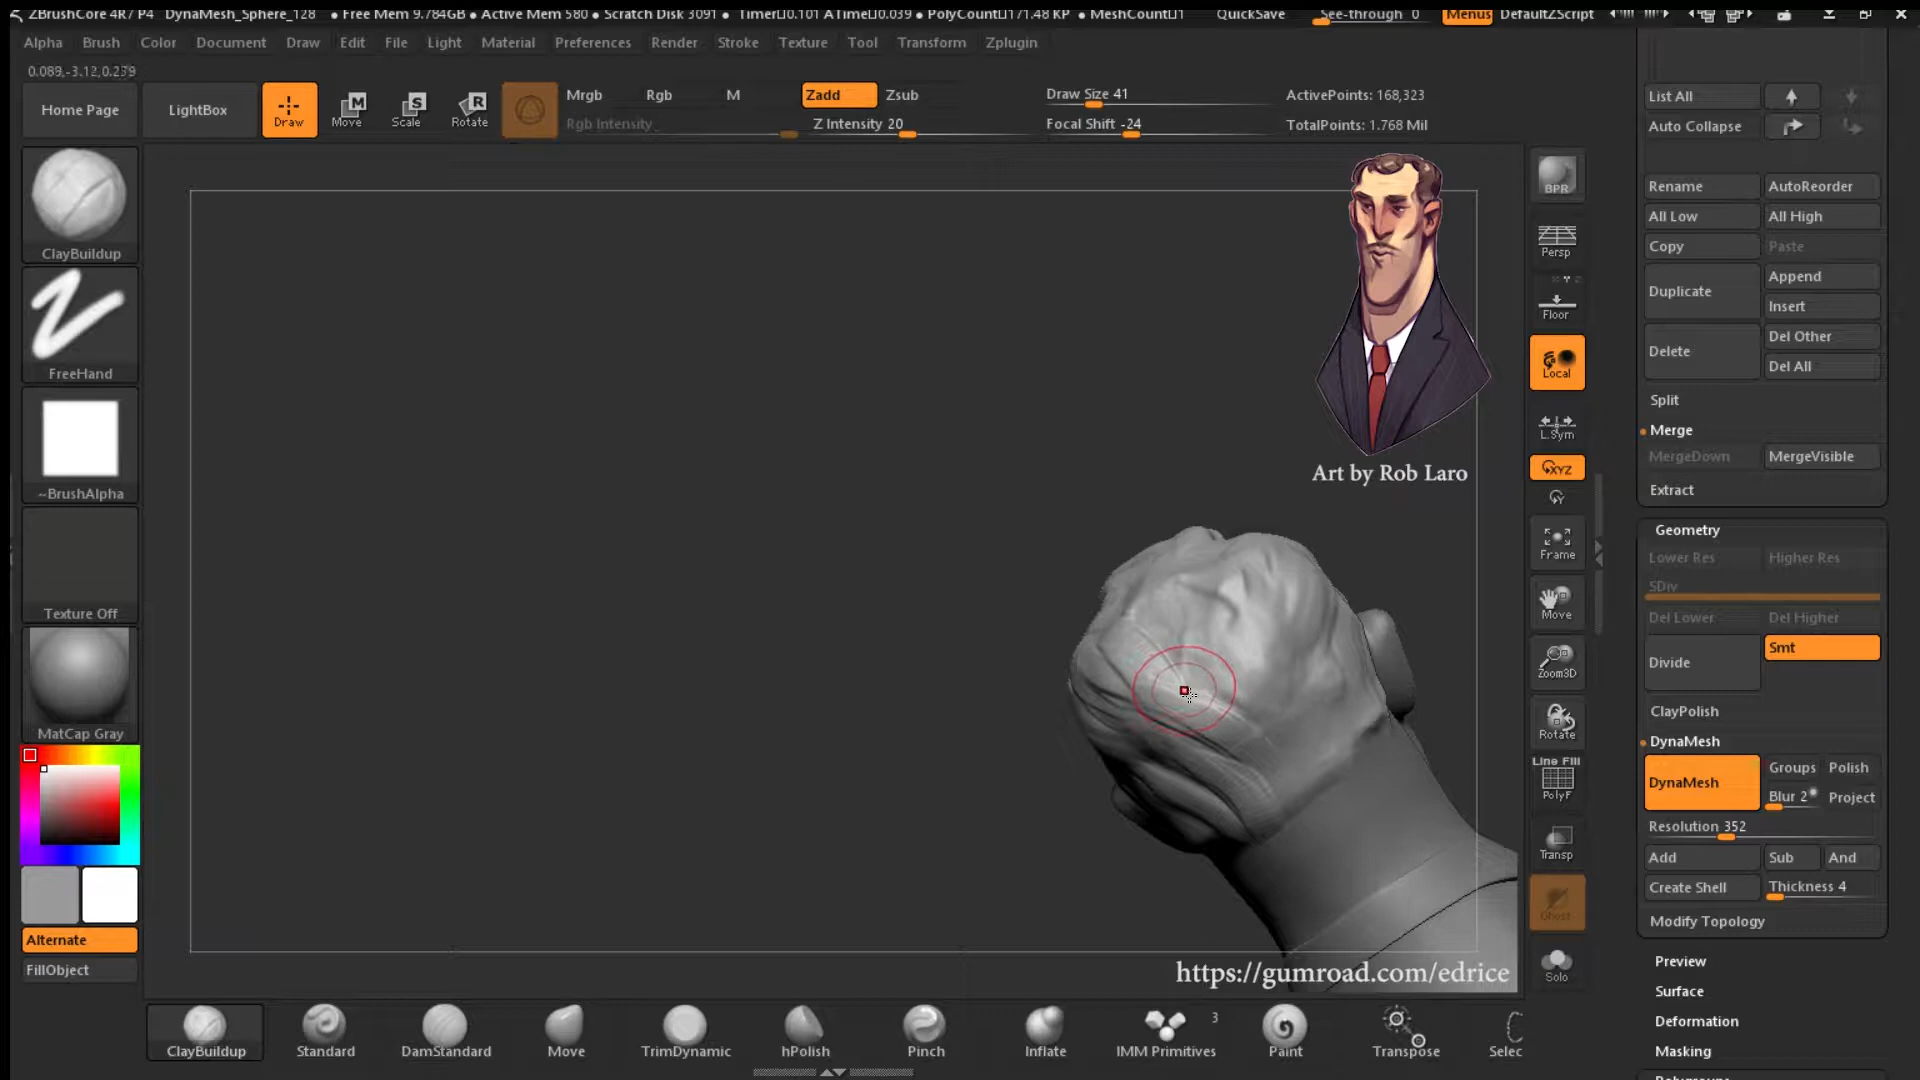 ZBrushCore 4R7 P4 DynaMesh_Sphere_128 • Free Mem 9.784GB • Active Mem 580 • Scratch Disk 3091 • Timer 0.101 ATime 0.039 • PolyCount 171.48 KP • MeshCount 1 QuickSave See-through 0 Menus DefaultZScript
Alpha Brush Color Document Draw Edit File Light Material Preferences Render Stroke Texture Tool Transform Zplugin
0.089,-3.12,0.259
Home Page LightBox Draw Move Scale Rotate
M S R
Mrgb Rgb M Zadd Zsub
Rgb Intensity Z Intensity 20
Draw Size 41 ActivePoints: 168,323
Focal Shift -24 TotalPoints: 1.768 Mil
ClayBuildup
FreeHand
~BrushAlpha
Texture Off
MatCap Gray
Alternate
FillObject
Art by Rob Laro
https://gumroad.com/edrice
BPR
Persp
Floor
Local
L.Sym
XYZ
Y
Frame
Move
Zoom3D
Rotate
Line Fill
PolyF
Transp
Ghost
Solo
List All
Auto Collapse
Rename AutoReorder
All Low All High
Copy Paste
Duplicate Append
Insert
Delete Del Other
Del All
Split
Merge
MergeDown MergeVisible
Extract
Geometry
Lower Res Higher Res
SDiv
Del Lower Del Higher
Divide Smt
ClayPolish
DynaMesh
DynaMesh Groups Polish
Blur 2 Project
Resolution 352
Add Sub And
Create Shell Thickness 4
Modify Topology
Preview
Surface
Deformation
Masking
ClayBuildup Standard DamStandard Move TrimDynamic hPolish Pinch Inflate IMM Primitives 3 Paint Transpose Selec